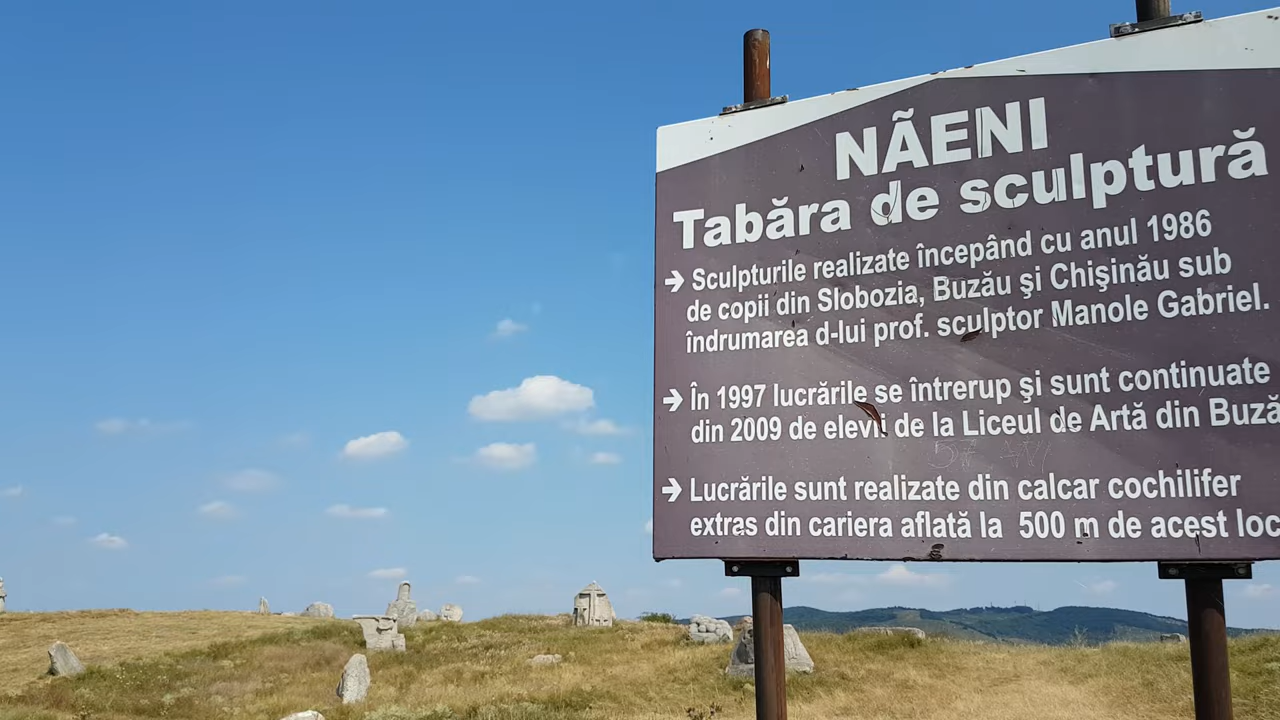 NÃENI
Tabăra de sculptură
➔ Sculpturile realizate începând cu anul 1986
de copii din Slobozia, Buzău şi Chişinău sub
îndrumarea d-lui prof. sculptor Manole Gabriel.
➔ În 1997 lucrările se întrerup şi sunt continuate
din 2009 de elevii de la Liceul de Artă din Buză
➔ Lucrările sunt realizate din calcar cochilifer
extras din cariera aflată la 500 m de acest loc